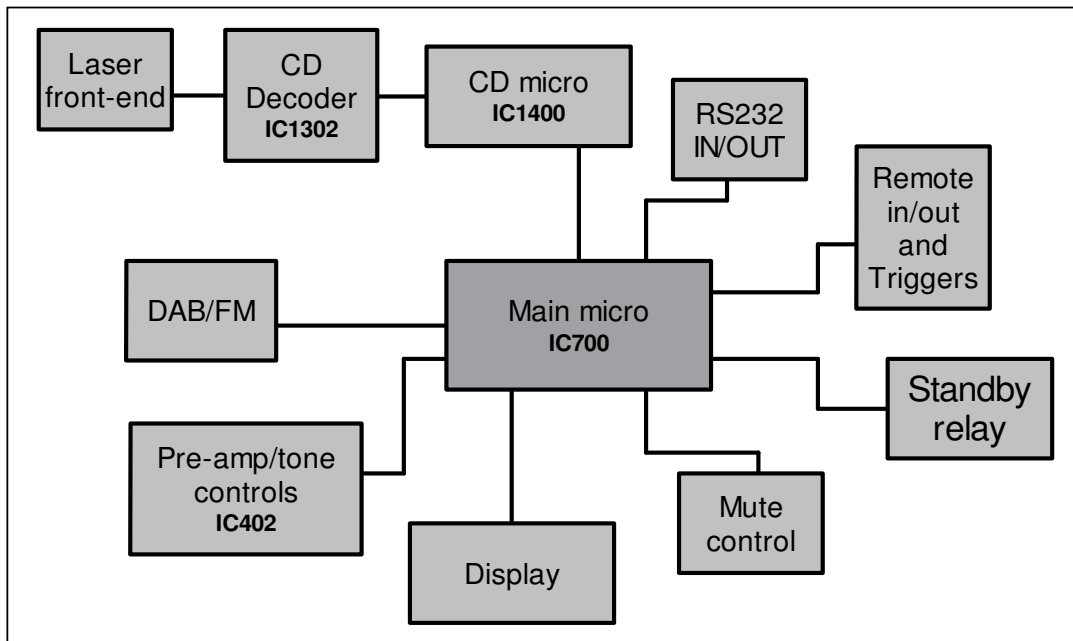 Laser
front-end
CD
Decoder
IC1302
CD micro
IC1400
RS232
IN/OUT
Remote
in/out
and
Triggers
DAB/FM
Main micro
IC700
Standby
relay
Pre-amp/tone
controls
IC402
Display
Mute
control